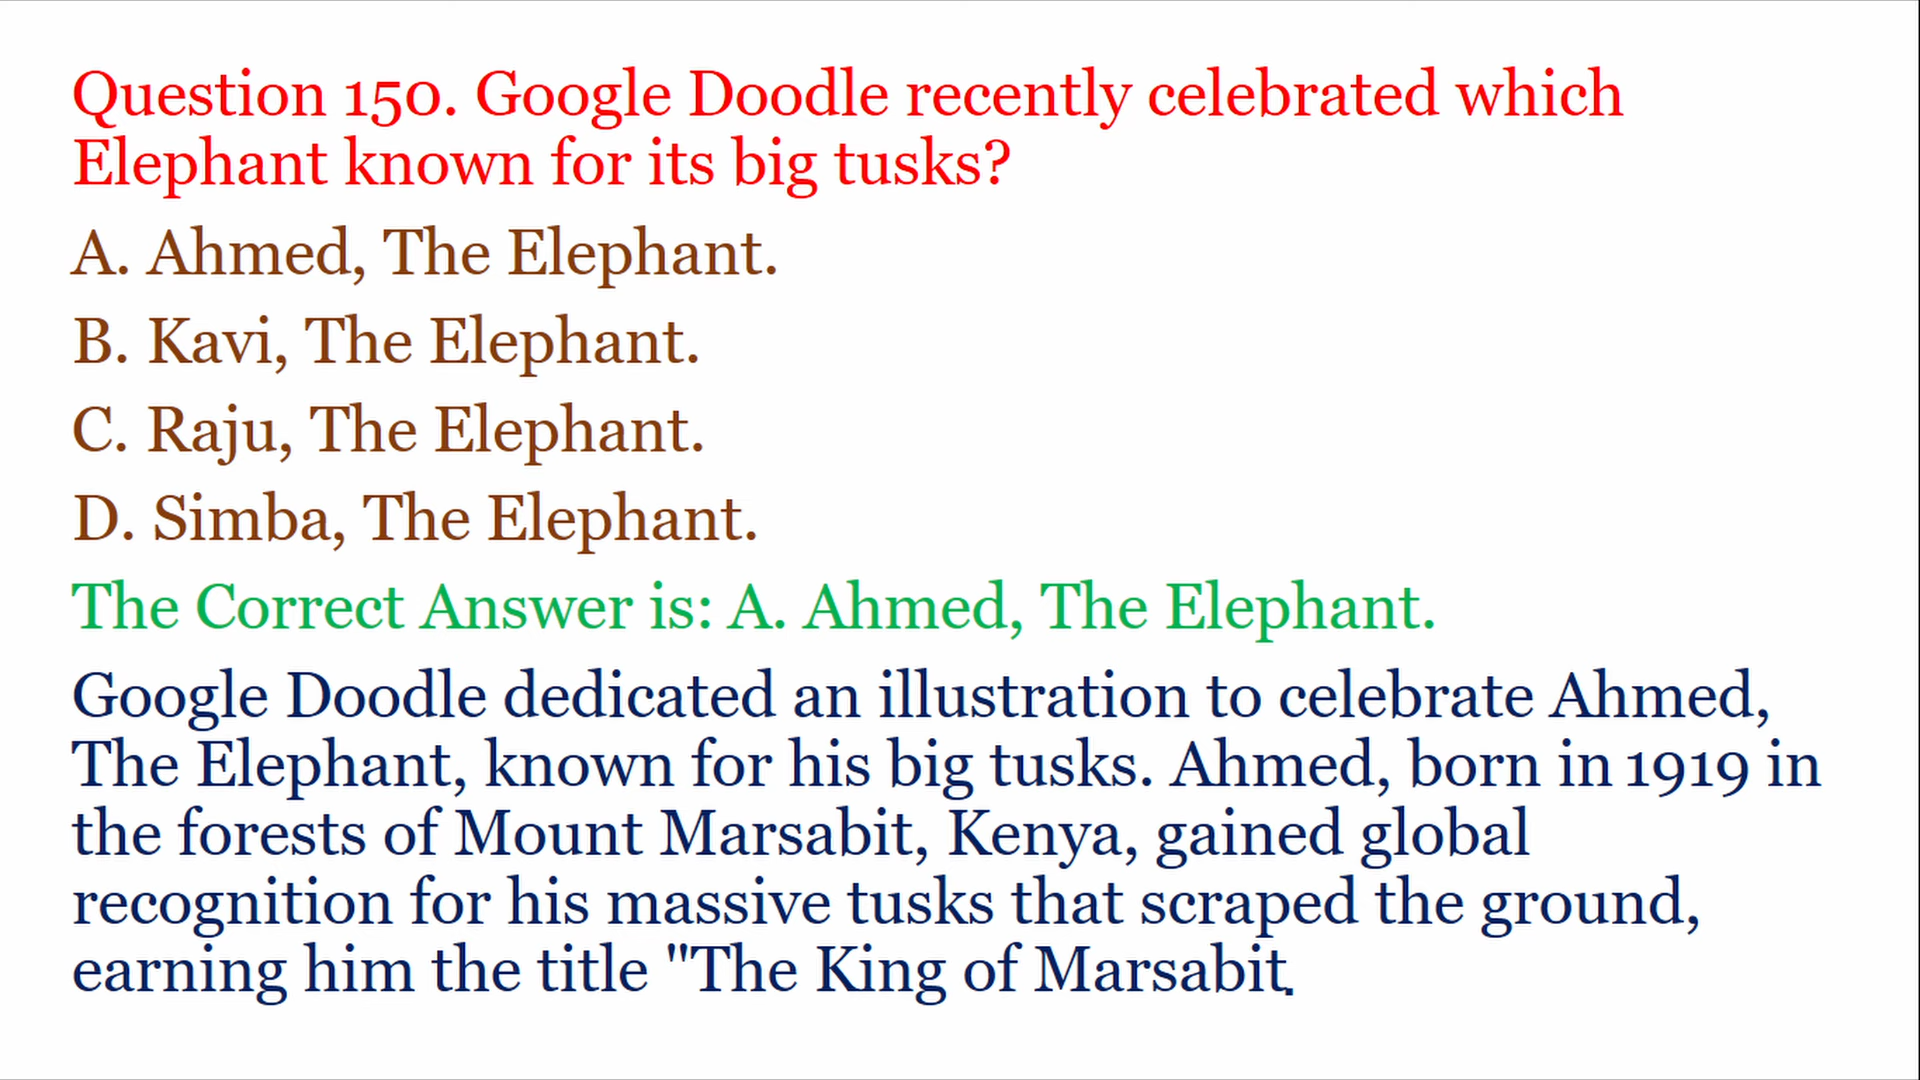 Question 150. Google Doodle recently celebrated which
Elephant known for its big tusks?
A. Ahmed, The Elephant.
B. Kavi, The Elephant.
C. Raju, The Elephant.
D. Simba, The Elephant.
The Correct Answer is: A. Ahmed, The Elephant.
Google Doodle dedicated an illustration to celebrate Ahmed,
The Elephant, known for his big tusks. Ahmed, born in 1919 in
the forests of Mount Marsabit, Kenya, gained global
recognition for his massive tusks that scraped the ground,
earning him the title "The King of Marsabit.